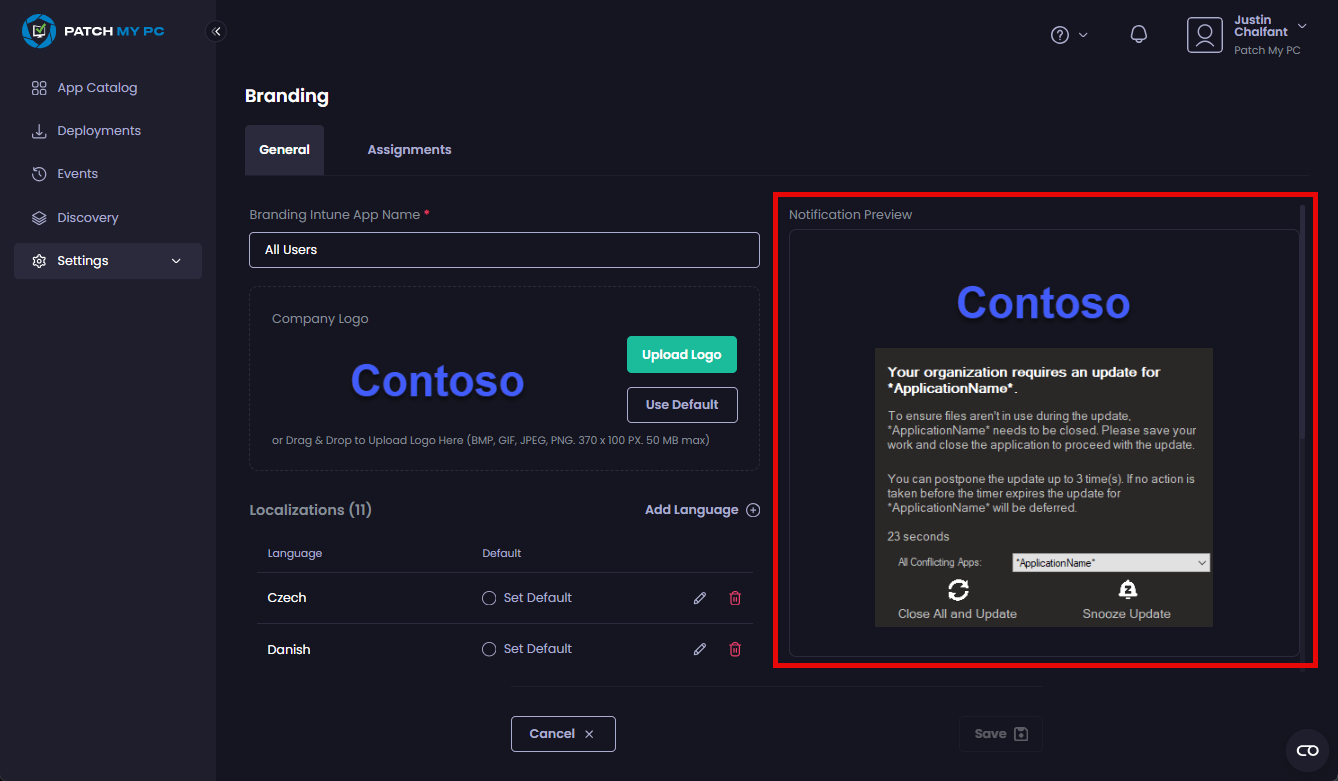 PATCH MY PC
Justin
Chalfant
Patch My PC
App Catalog
Deployments
Events
Discovery
Settings
Branding
General
Assignments
Branding Intune App Name *
All Users
Company Logo
Contoso
Upload Logo
Use Default
or Drag & Drop to Upload Logo Here (BMP, GIF, JPEG, PNG. 370 x 100 PX. 50 MB max)
Localizations (11)
Add Language
Language Default
Czech Set Default
Danish Set Default
Notification Preview
Contoso
Your organization requires an update for
*ApplicationName*.
To ensure files aren't in use during the update,
*ApplicationName* needs to be closed. Please save your
work and close the application to proceed with the update.
You can postpone the update up to 3 time(s). If no action is
taken before the timer expires the update for
*ApplicationName* will be deferred.
23 seconds
All Conflicting Apps: *ApplicationName*
Close All and Update Snooze Update
Cancel
Save